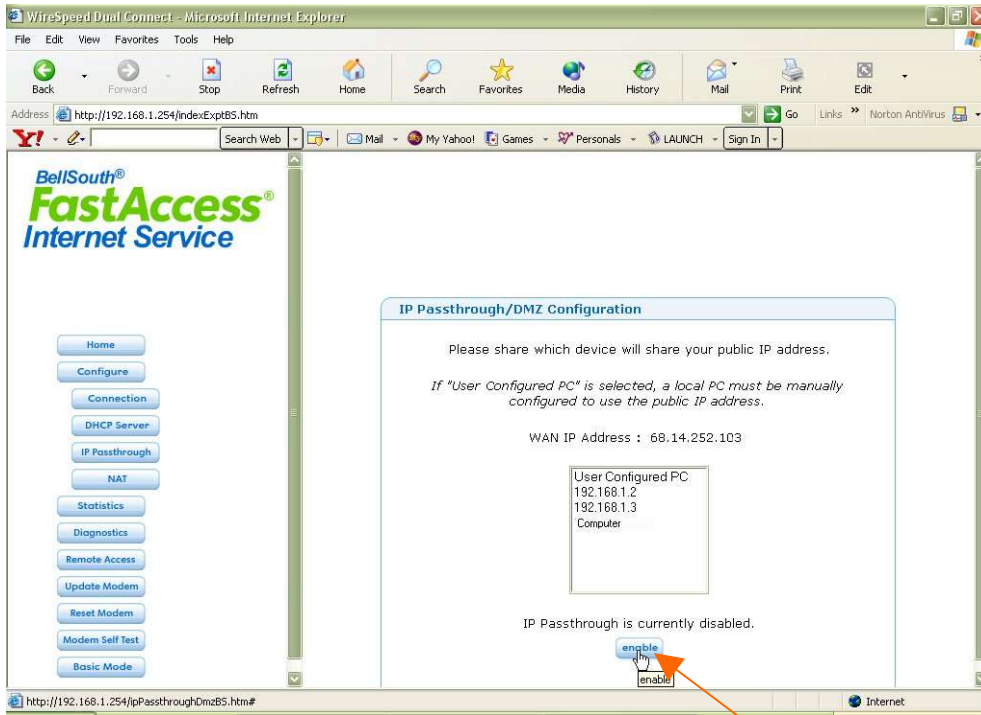 WireSpeed Dual Connect - Microsoft Internet Explorer
File Edit View Favorites Tools Help
Back Forward Stop Refresh Home Search Favorites Media History Mail Print Edit
Address http://192.168.1.254/indexExptBS.htm Go Links » Norton AntiVirus
Y! Search Web Mail My Yahoo! Games Personals LAUNCH Sign In
BellSouth®
FastAccess®
Internet Service
Home
Configure
Connection
DHCP Server
IP Passthrough
NAT
Statistics
Diagnostics
Remote Access
Update Modem
Reset Modem
Modem Self Test
Basic Mode
IP Passthrough/DMZ Configuration
Please share which device will share your public IP address.
If "User Configured PC" is selected, a local PC must be manually
configured to use the public IP address.
WAN IP Address : 68.14.252.103
User Configured PC
192.168.1.2
192.168.1.3
Computer
IP Passthrough is currently disabled.
enable
enable
http://192.168.1.254/ipPassthroughDmzBS.htm# Internet